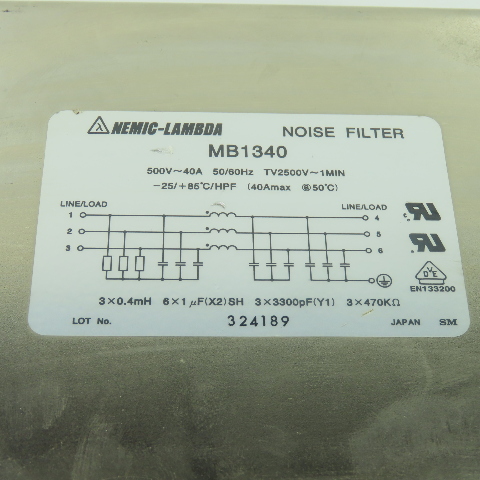 NEMIC-LAMBDA NOISE FILTER
MB1340
500V~40A 50/60Hz TV2500V~1MIN
-25/+85°C/HPF (40Amax @50°C)
LINE/LOAD LINE/LOAD
1 4
2 5
3 6
EN133200
3×0.4mH 6×1μF(X2)SH 3×3300pF(Y1) 3×470KΩ
LOT No. 324189 JAPAN SM